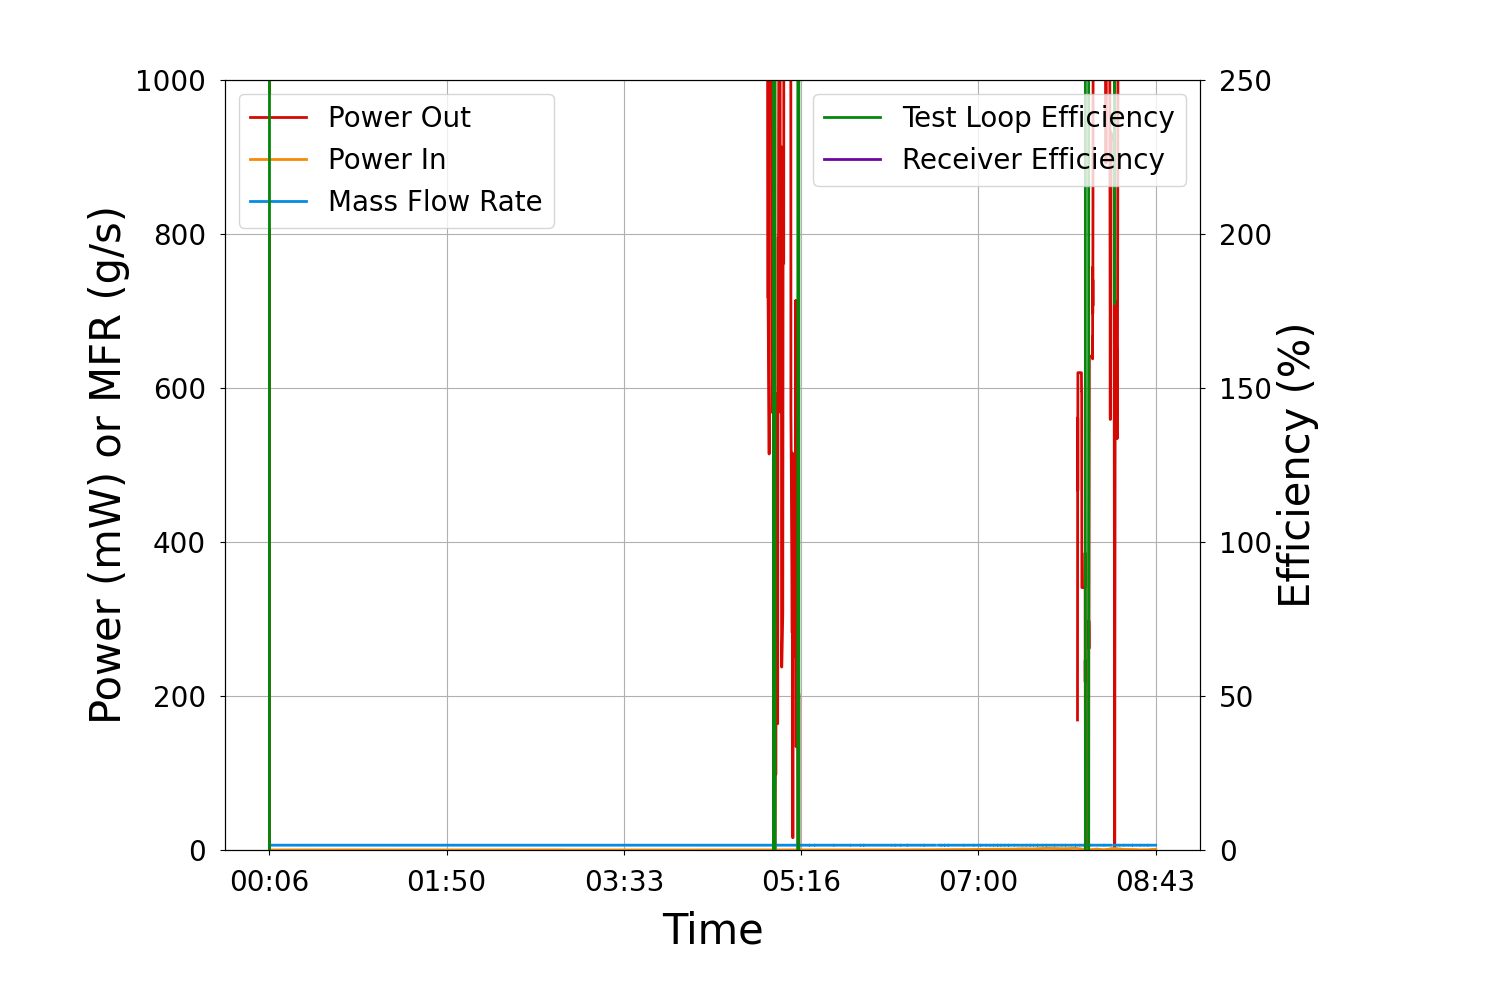 1000
800
600
400
200
0
Power (mW) or MFR (g/s)
Power Out
Power In
Mass Flow Rate
Test Loop Efficiency
Receiver Efficiency
250
200
150
100
50
0
Efficiency (%)
00:06 01:50 03:33 05:16 07:00 08:43
Time